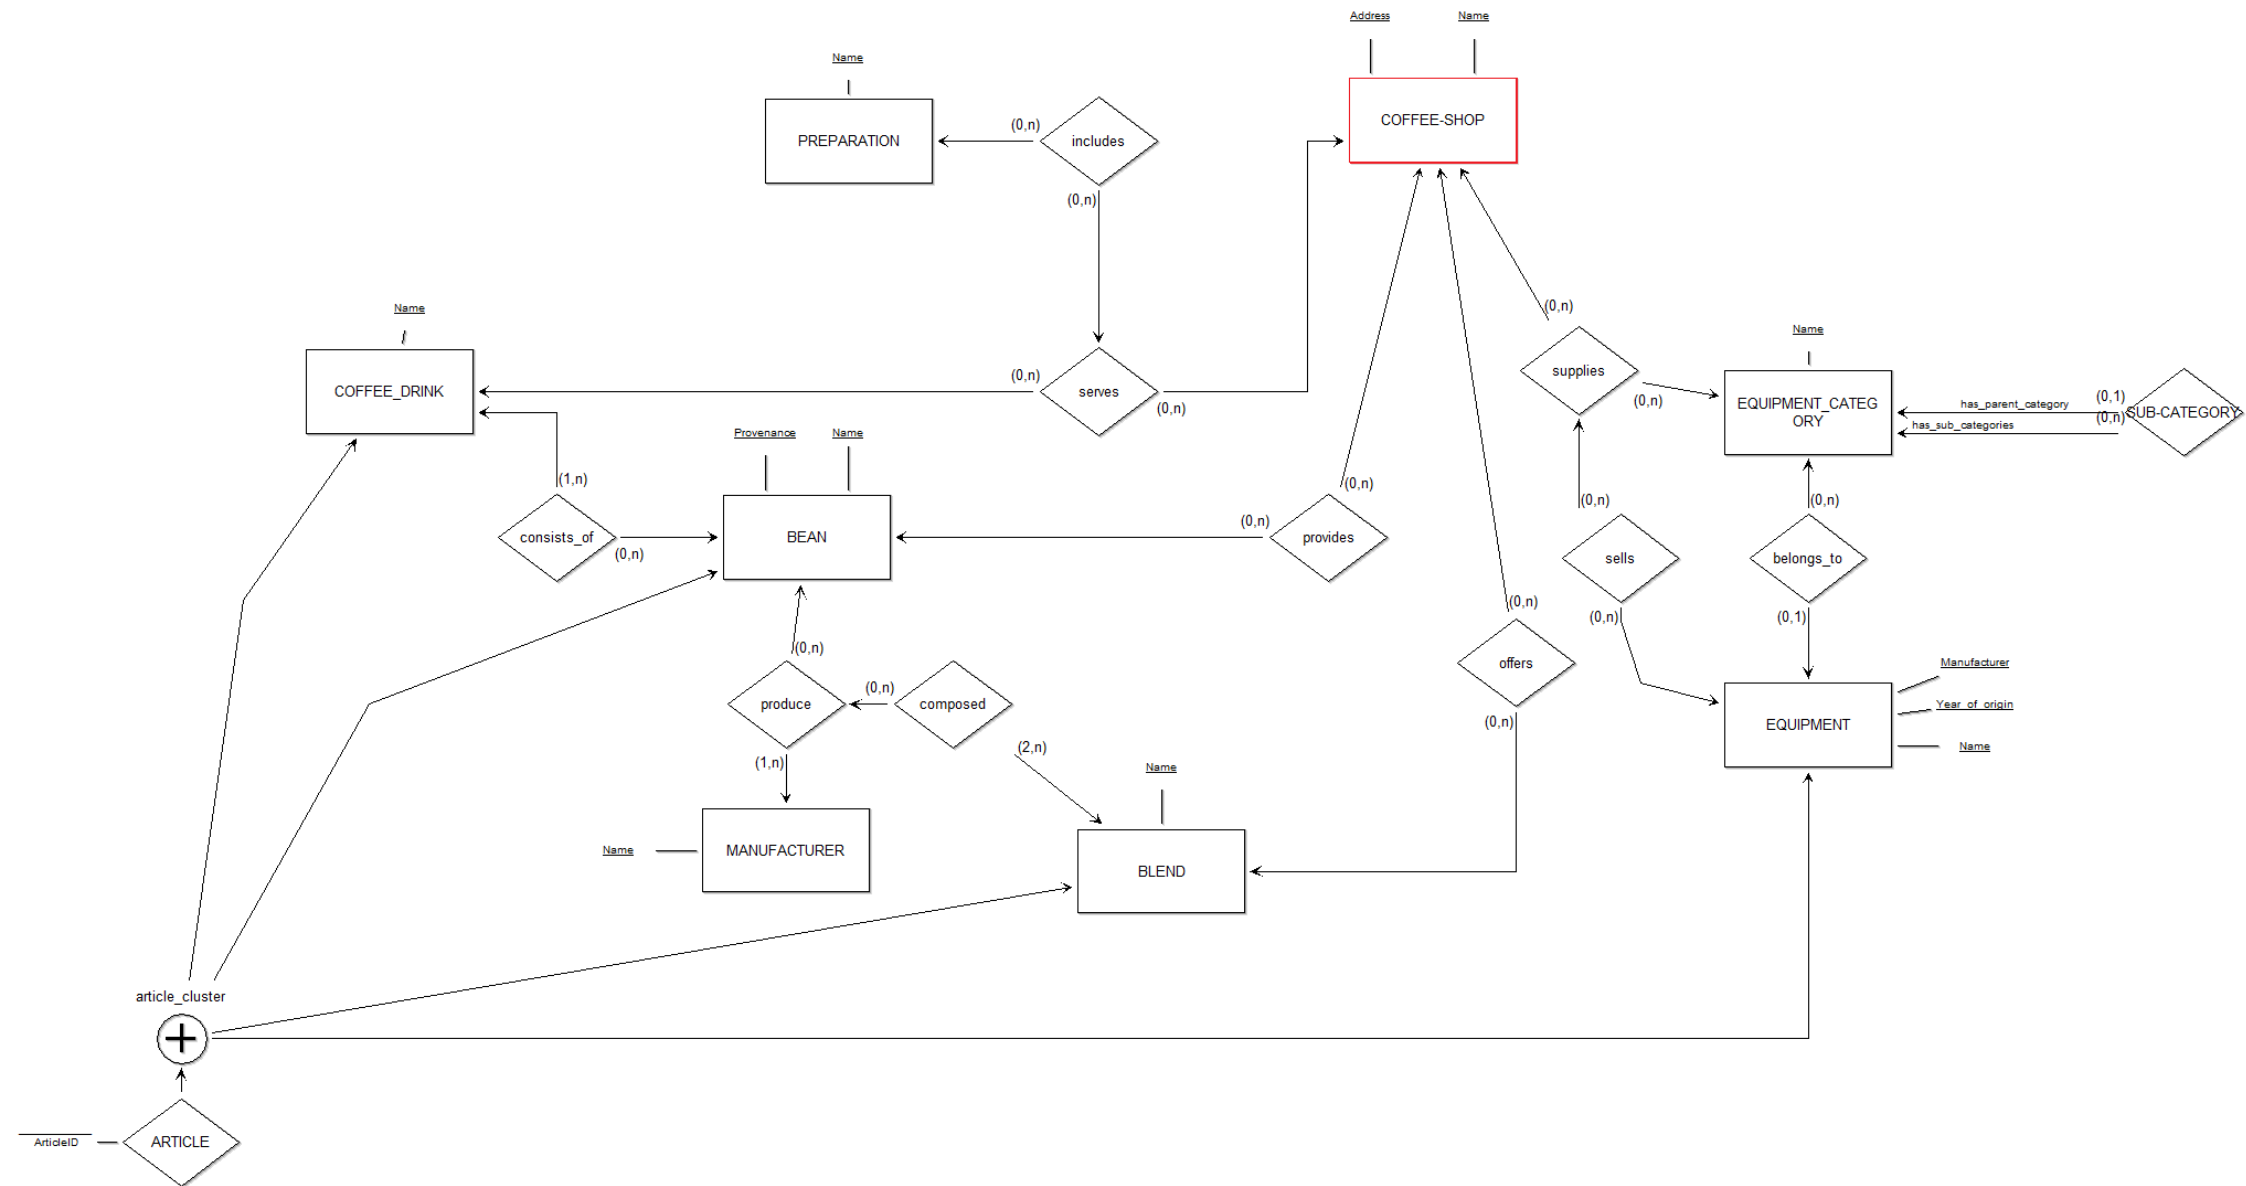 Address
Name
Name
COFFEE-SHOP
PREPARATION
(0,n)
includes
(0,n)
Name
COFFEE_DRINK
(0,n)
serves
(0,n)
(0,n)
supplies
(0,n)
Name
EQUIPMENT_CATEG
ORY
has_parent_category
(0,1)
SUB-CATEGORY
(0,n)
has_sub_categories
Provenance
Name
(1,n)
consists_of
(0,n)
BEAN
(0,n)
(0,n)
provides
(0,n)
sells
(0,n)
(0,n)
belongs_to
(0,1)
(0,n)
offers
(0,n)
(0,n)
produce
(0,n)
composed
(1,n)
(2,n)
Manufacturer
Year_of_origin
EQUIPMENT
Name
Name
Name
MANUFACTURER
BLEND
article_cluster
ArticleID
ARTICLE